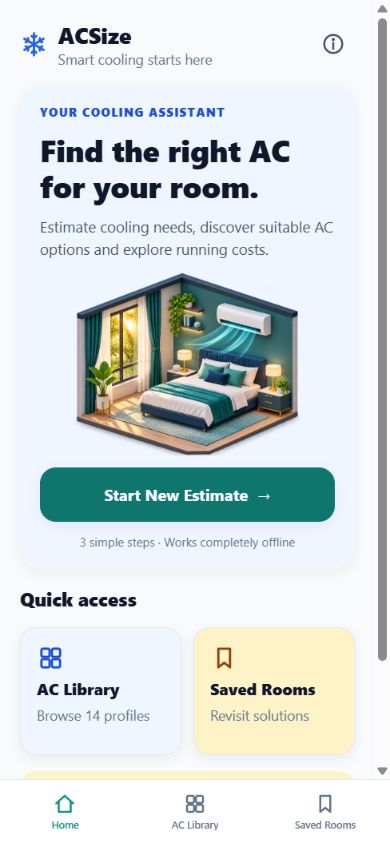 ACSize
Smart cooling starts here
YOUR COOLING ASSISTANT
Find the right AC
for your room.
Estimate cooling needs, discover suitable AC
options and explore running costs.
Start New Estimate →
3 simple steps · Works completely offline
Quick access
AC Library
Browse 14 profiles
Saved Rooms
Revisit solutions
Home
AC Library
Saved Rooms